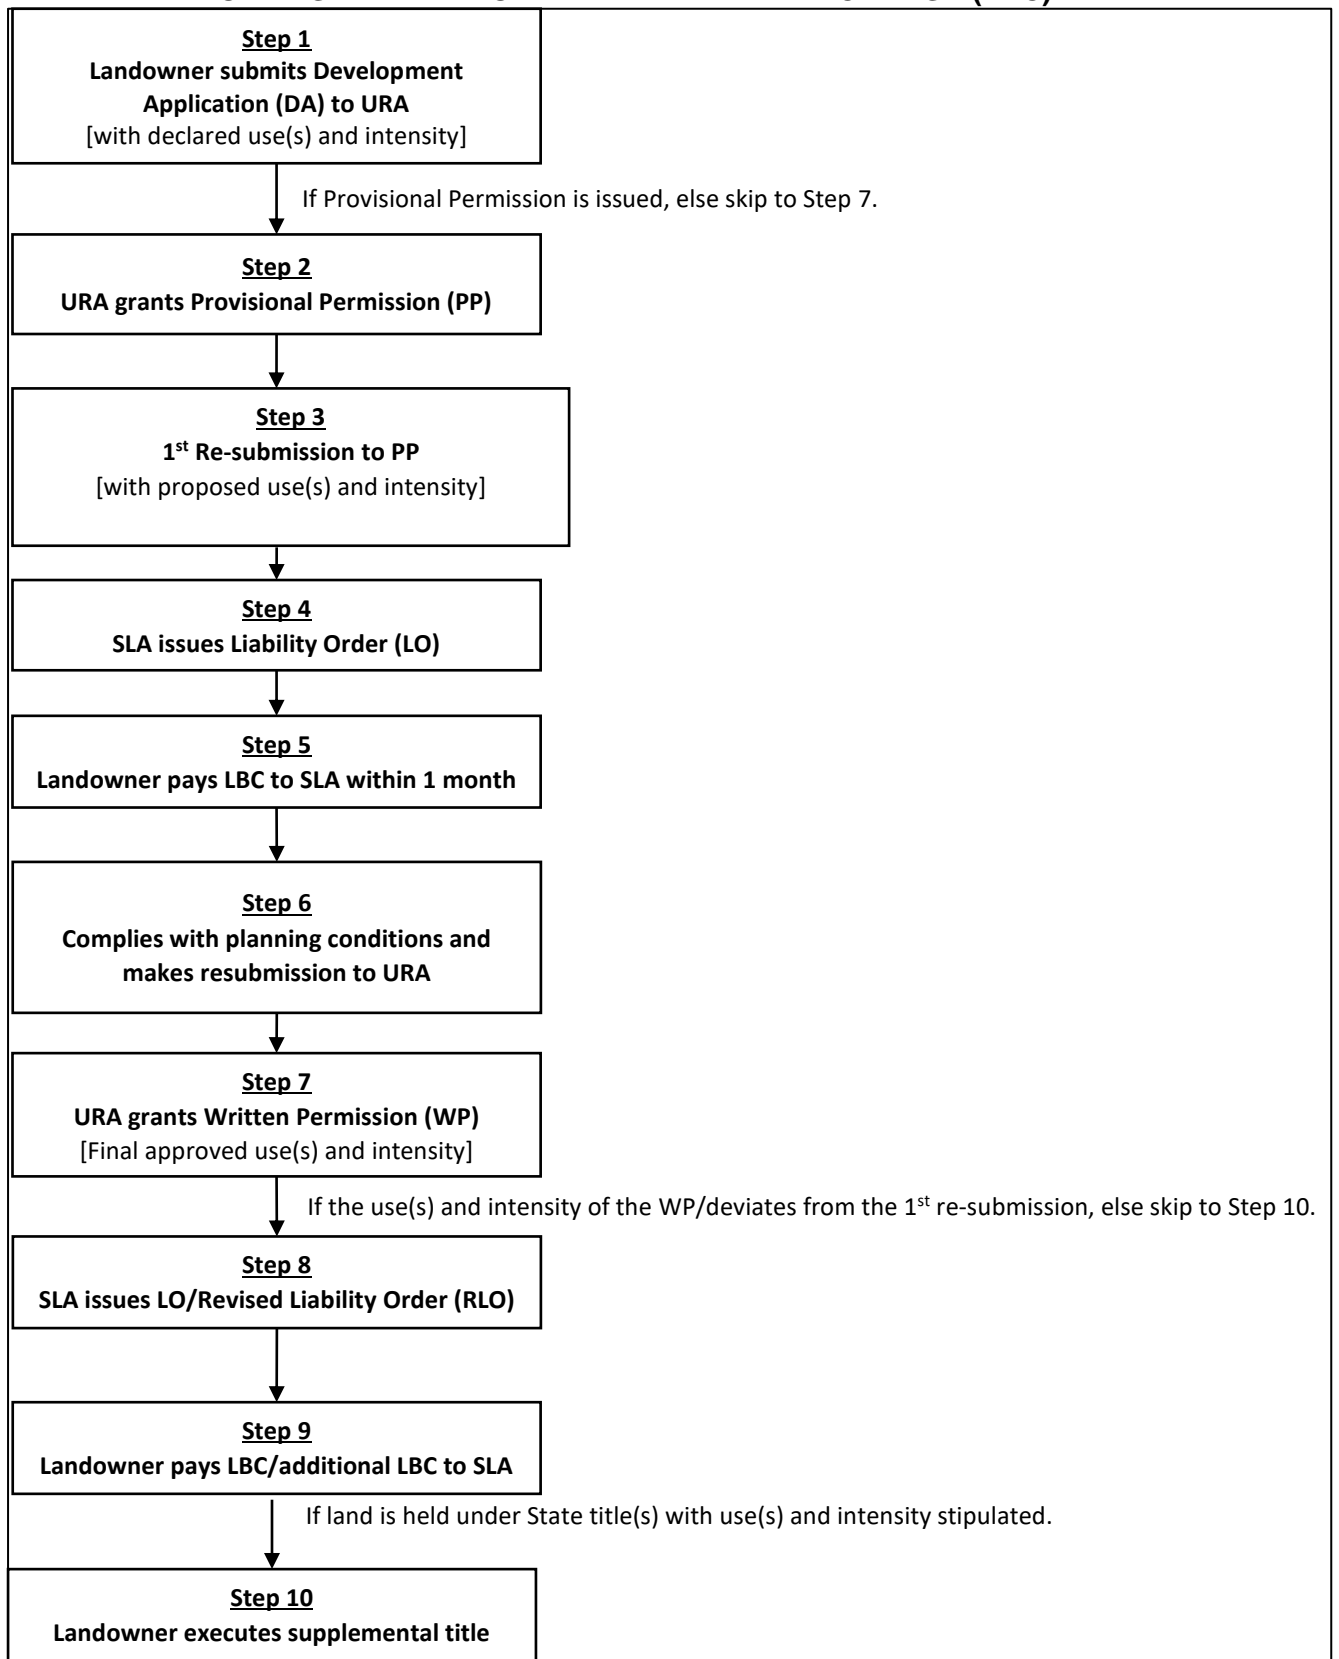 Step 1
Landowner submits Development
Application (DA) to URA
[with declared use(s) and intensity]
If Provisional Permission is issued, else skip to Step 7.
Step 2
URA grants Provisional Permission (PP)
Step 3
1st Re-submission to PP
[with proposed use(s) and intensity]
Step 4
SLA issues Liability Order (LO)
Step 5
Landowner pays LBC to SLA within 1 month
Step 6
Complies with planning conditions and
makes resubmission to URA
Step 7
URA grants Written Permission (WP)
[Final approved use(s) and intensity]
If the use(s) and intensity of the WP/deviates from the 1st re-submission, else skip to Step 10.
Step 8
SLA issues LO/Revised Liability Order (RLO)
Step 9
Landowner pays LBC/additional LBC to SLA
If land is held under State title(s) with use(s) and intensity stipulated.
Step 10
Landowner executes supplemental title